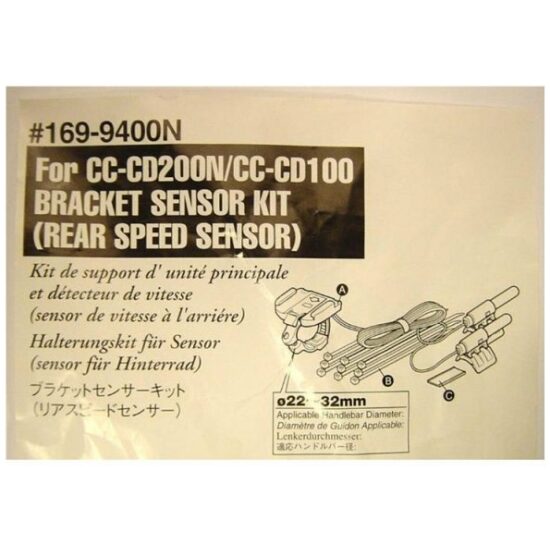 #169-9400N
For CC-CD200N/CC-CD100
BRACKET SENSOR KIT
(REAR SPEED SENSOR)
Kit de support d' unité principale
et détecteur de vitesse
(sensor de vitesse à l'arriére)
Halterungskit für Sensor
(sensor für Hinterrad)
ブラケットセンサーキット
(リアスピードセンサー)
A
B
C
ø22~32mm
Applicable Handlebar Diameter:
Diamètre de Guidon Applicable:
Lenkerdurchmesser:
適応ハンドルバー径: